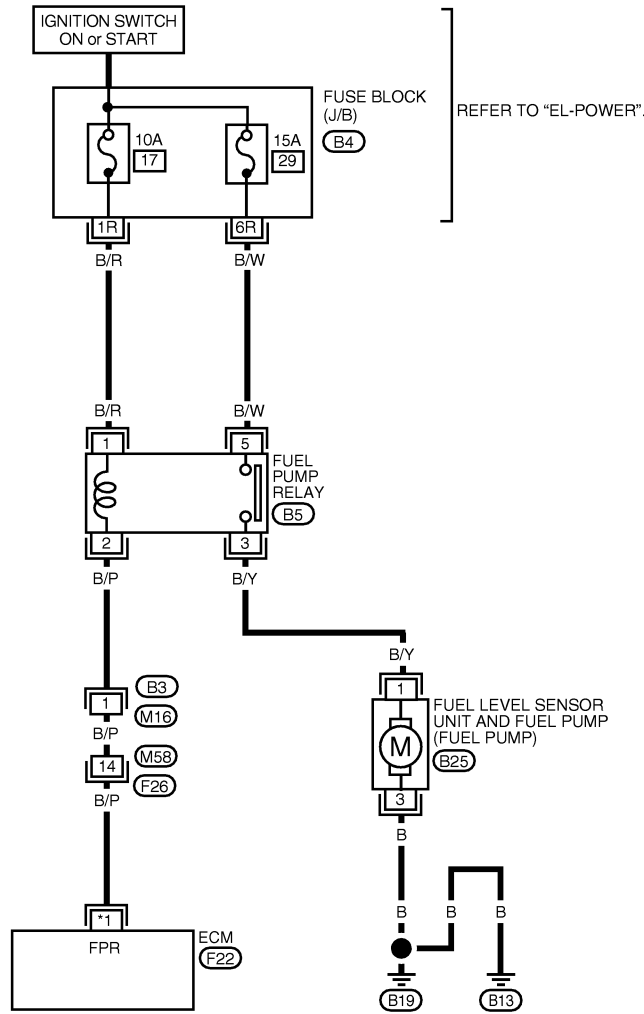 IGNITION SWITCH
ON or START
FUSE BLOCK
(J/B)
B4
REFER TO "EL-POWER".
10A
17
15A
29
1R
6R
B/R
B/W
B/R
B/W
1
5
FUEL
PUMP
RELAY
B5
2
3
B/P
B/Y
B/Y
1
B3
M16
1
FUEL LEVEL SENSOR
UNIT AND FUEL PUMP
(FUEL PUMP)
B25
M
B/P
14
M58
F26
B/P
3
B
B
B
B
*1
FPR
ECM
F22
B19
B13